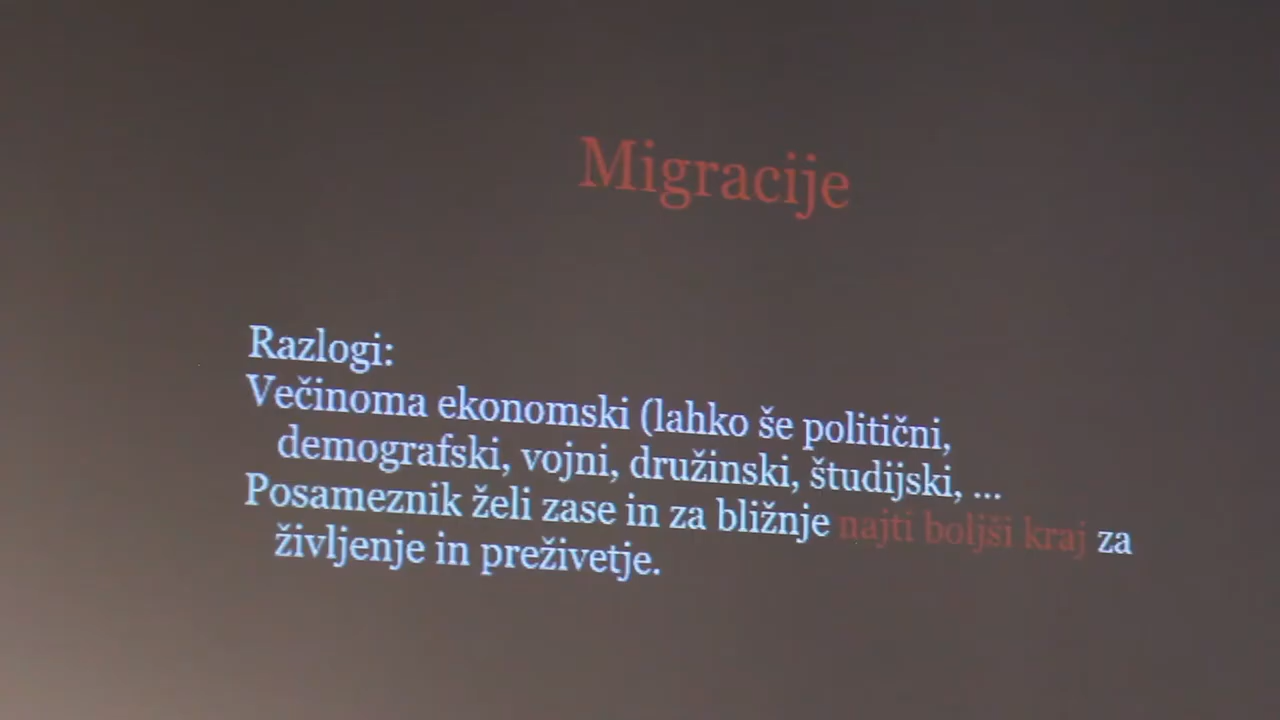 Migracije
Razlogi:
Večinoma ekonomski (lahko še politični,
demografski, vojni, družinski, študijski, ...
Posameznik želi zase in za bližnje najti boljši kraj za
življenje in preživetje.